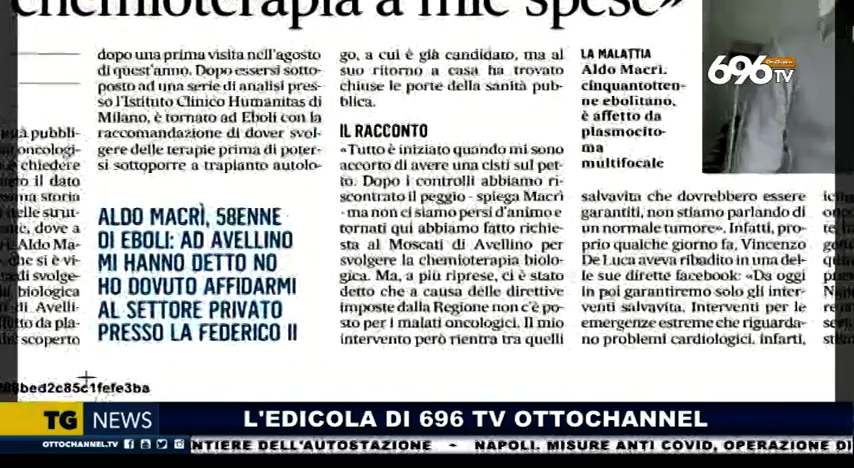 chemioterapia a mie spese»
dopo una prima visita nell'agosto
di quest'anno. Dopo essersi sotto-
posto ad una serie di analisi pres-
so l'Istituto Clinico Humanitas di
Milano, è tornato ad Eboli con la
raccomandazione di dover svol-
gere delle terapie prima di poter-
si sottoporre a trapianto autolo-
ALDO MACRÌ, 58ENNE
DI EBOLI: AD AVELLINO
MI HANNO DETTO NO
HO DOVUTO AFFIDARMI
AL SETTORE PRIVATO
PRESSO LA FEDERICO II
go, a cui è già candidato, ma al
suo ritorno a casa ha trovato
chiuse le porte della sanità pub-
blica.
IL RACCONTO
«Tutto è iniziato quando mi sono
accorto di avere una cisti sul pet-
to. Dopo i controlli abbiamo ri-
scontrato il peggio - spiega Macrì
- ma non ci siamo persi d'animo e
tornati qui abbiamo fatto richie-
sta al Moscati di Avellino per
svolgere la chemioterapia biolo-
gica. Ma, a più riprese, ci è stato
detto che a causa delle direttive
imposte dalla Regione non c'è po-
sto per i malati oncologici. Il mio
intervento però rientra tra quelli
LA MALATTIA
Aldo Macrì,
cinquantotten-
ne ebolitano,
è affetto da
plasmocito-
ma
multifocale
salvavita che dovrebbero essere
garantiti, non stiamo parlando di
un normale tumore». Infatti, pro-
prio qualche giorno fa, Vincenzo
De Luca aveva ribadito in una del-
le sue dirette facebook: «Da oggi
in poi garantiremo solo gli inter-
venti salvavita. Interventi per le
emergenze estreme che riguarda-
no problemi cardiologici, infarti,
696 TV
TG NEWS
L'EDICOLA DI 696 TV OTTOCHANNEL
OTTOCHANNEL.TV
NTIERE DELL'AUTOSTAZIONE - NAPOLI. MISURE ANTI COVID, OPERAZIONE DI